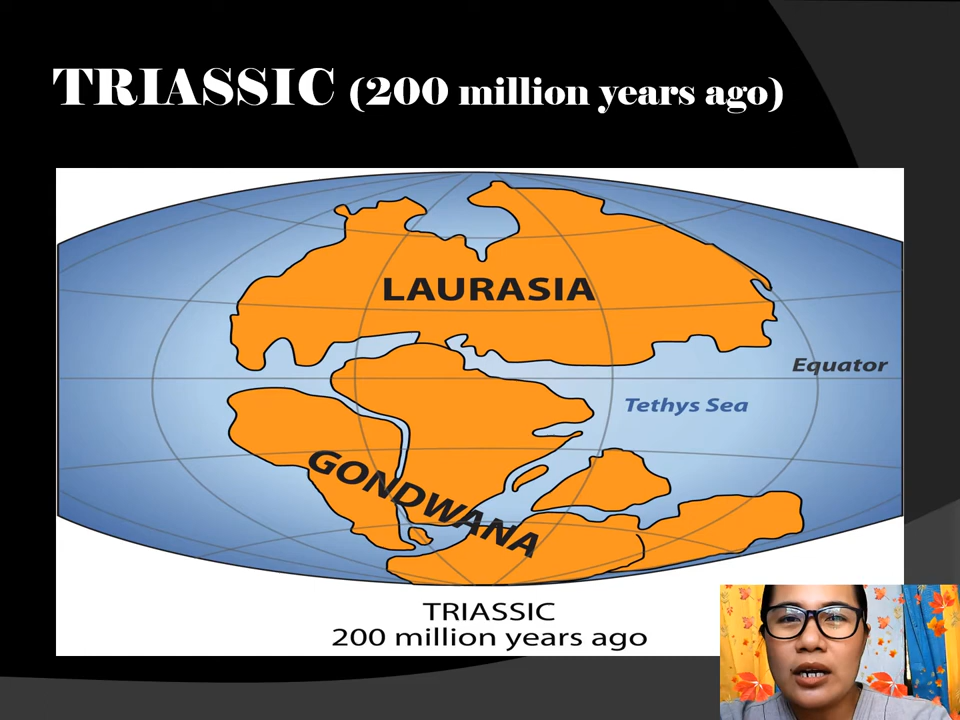 TRIASSIC (200 million years ago)
LAURASIA
Equator
Tethys Sea
GONDWANA
TRIASSIC
200 million years ago